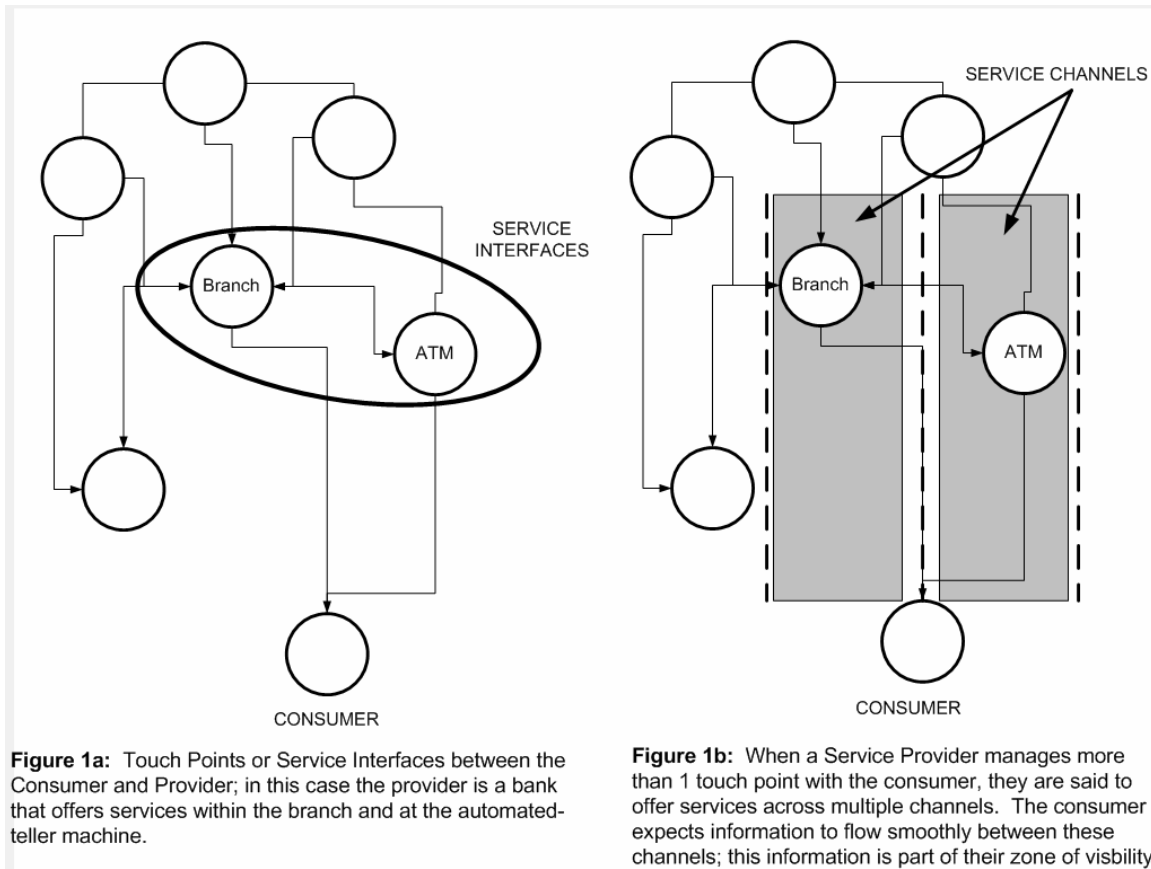 SERVICE
INTERFACES
Branch
ATM
CONSUMER
Figure 1a: Touch Points or Service Interfaces between the
Consumer and Provider; in this case the provider is a bank
that offers services within the branch and at the automated-
teller machine.
SERVICE CHANNELS
Branch
ATM
CONSUMER
Figure 1b: When a Service Provider manages more
than 1 touch point with the consumer, they are said to
offer services across multiple channels. The consumer
expects information to flow smoothly between these
channels; this information is part of their zone of visbility